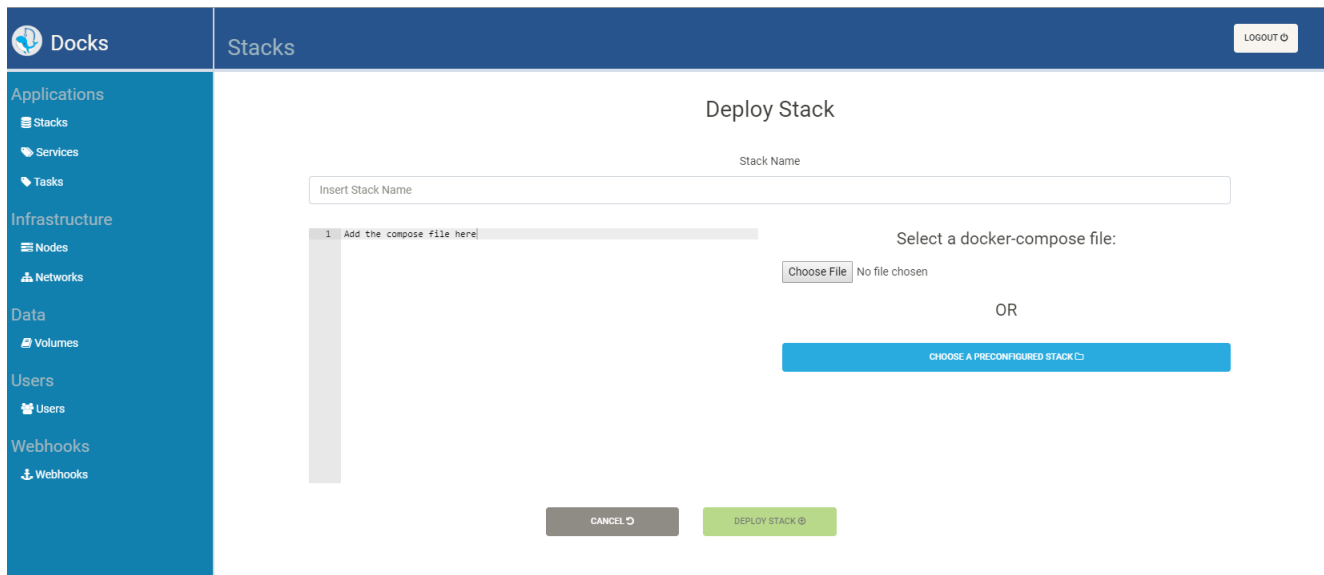 Docks
Stacks
LOGOUT
Applications
Stacks
Services
Tasks
Infrastructure
Nodes
Networks
Data
Volumes
Users
Users
Webhooks
Webhooks
Deploy Stack
Stack Name
Insert Stack Name
1 Add the compose file here
Select a docker-compose file:
Choose File No file chosen
OR
CHOOSE A PRECONFIGURED STACK
CANCEL
DEPLOY STACK